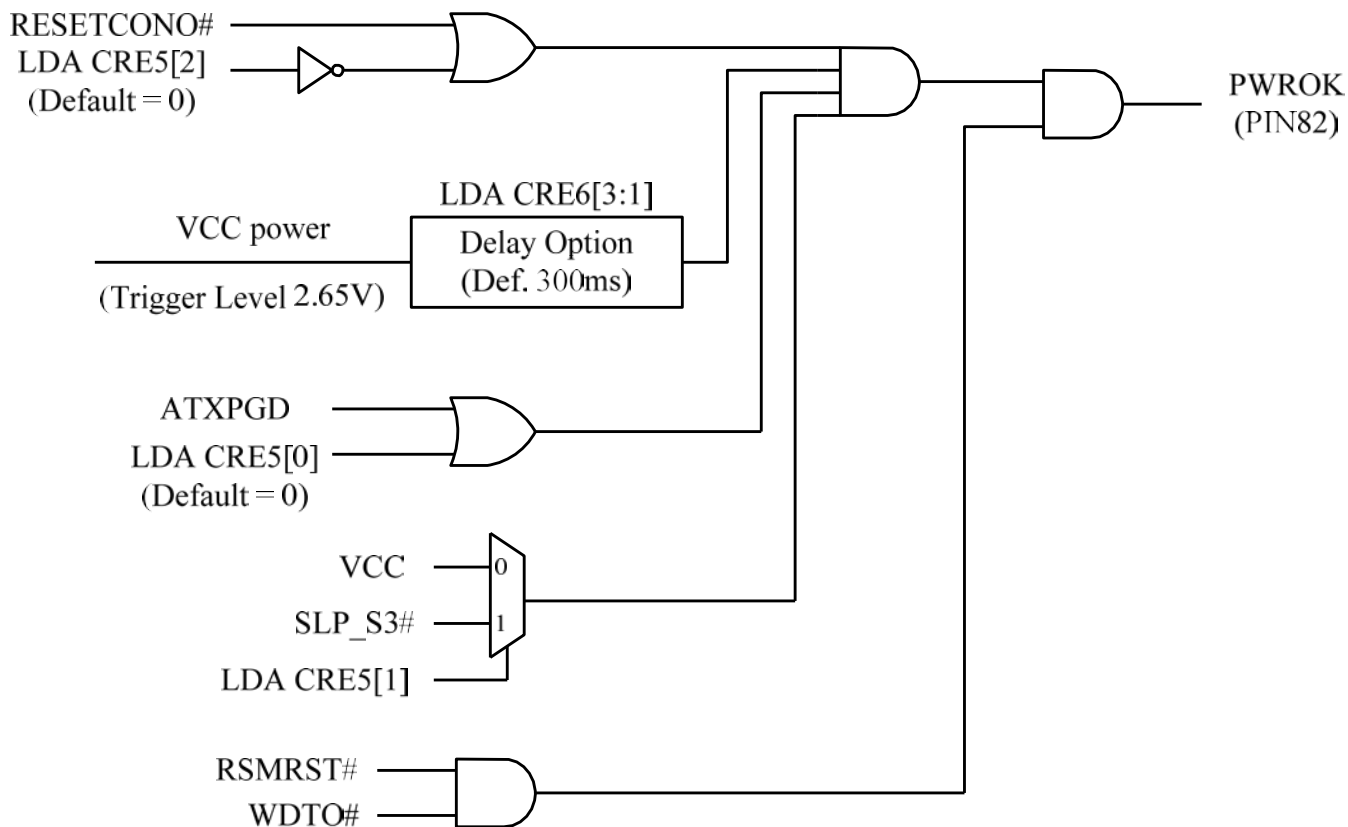 RESETCONO#
LDA CRE5[2]
(Default = 0)
PWROK
(PIN82)
LDA CRE6[3:1]
VCC power
Delay Option
(Def. 300ms)
(Trigger Level 2.65V)
ATXPGD
LDA CRE5[0]
(Default = 0)
VCC
0
SLP_S3#
1
LDA CRE5[1]
RSMRST#
WDTO#